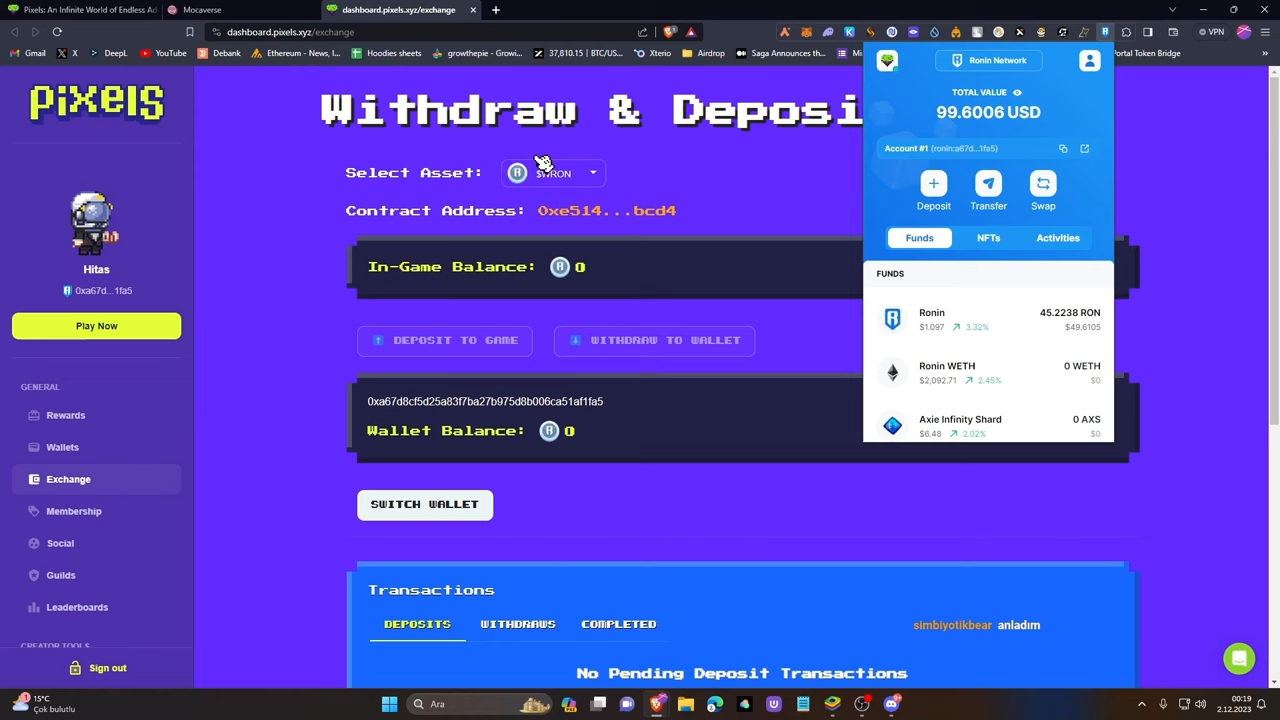 Pixels: An Infinite World of Endless Ad
Mocaverse
dashboard.pixels.xyz/exchange
dashboard.pixels.xyz/exchange
VPN
Gmail
X
DeepL
YouTube
Debank
Ethereum - News, I...
Hoodies sheets
growthepie - Growi...
37,810.15 | BTC/US...
Xterio
Airdrop
Saga Announces th...
Portal Token Bridge
pixels
Hitas
0xa67d...1fa5
Play Now
GENERAL
Rewards
Wallets
Exchange
Membership
Social
Guilds
Leaderboards
CREATOR TOOLS
Sign out
Withdraw & Deposi
Select Asset:
Contract Address: 0xe514...bcd4
In-Game Balance: 0
DEPOSIT TO GAME
WITHDRAW TO WALLET
0xa67d8cf5d25a83f7ba27b975d8b006ca51af1fa5
Wallet Balance: 0
SWITCH WALLET
Transactions
DEPOSITS
WITHDRAWS
COMPLETED
simbiyotikbear anladım
No Pending Deposit Transactions
Ronin Network
TOTAL VALUE
99.6006 USD
Account #1 (ronin:a67d...1fa5)
Deposit
Transfer
Swap
Funds
NFTs
Activities
FUNDS
Ronin
45.2238 RON
$1.097 3.32%
$49.6105
Ronin WETH
0 WETH
$2,092.71 2.45%
$0
Axie Infinity Shard
0 AXS
$6.48 2.02%
$0
15°C
Çok bulutlu
Ara
00:19
2.12.2023